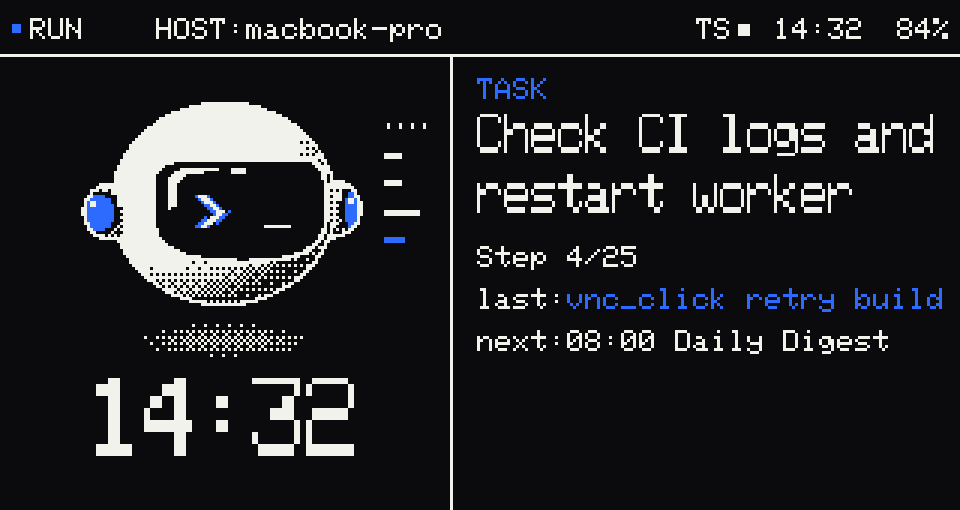 RUN HOST:macbook-pro TS 14:32 84%
TASK
Check CI logs and
restart worker
Step 4/25
last:vnc_click retry build
next:08:00 Daily Digest
14:32